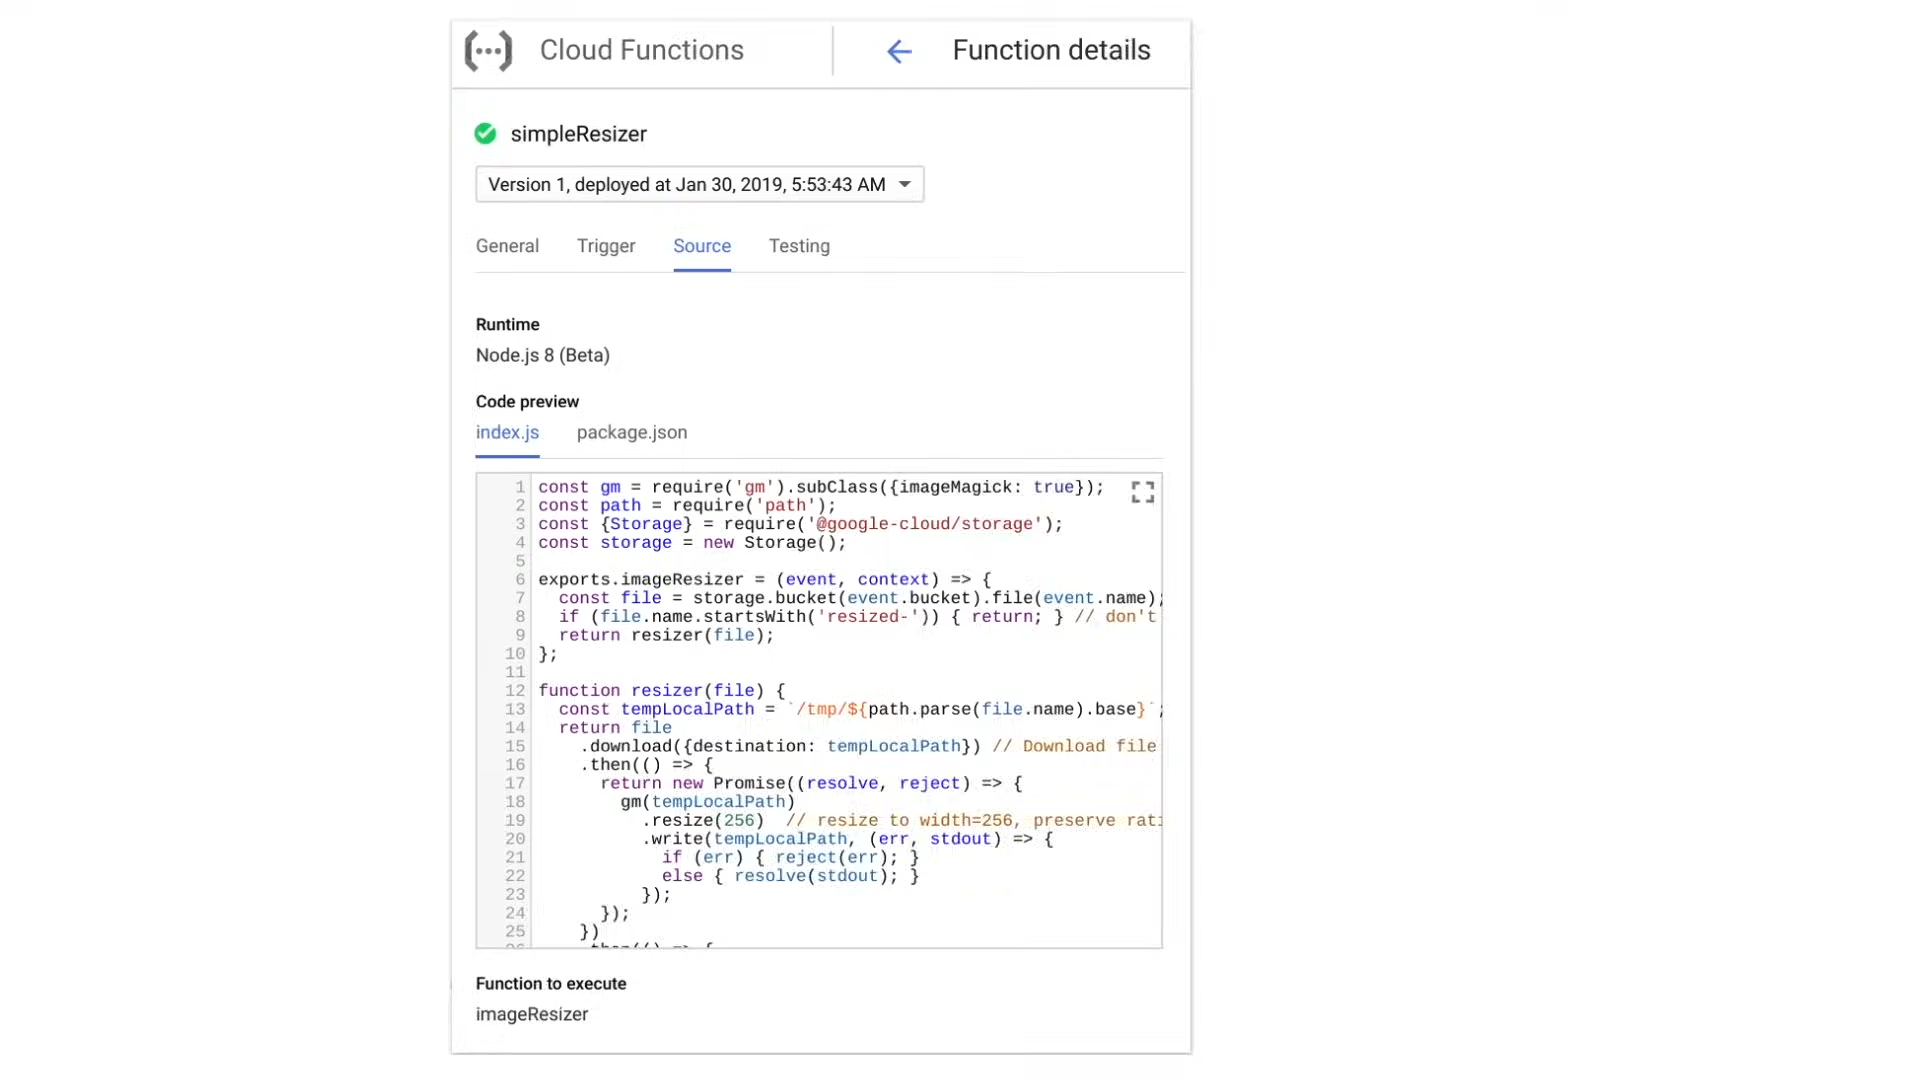 Cloud Functions
Function details
simpleResizer
Version 1, deployed at Jan 30, 2019, 5:53:43 AM
General Trigger Source Testing
Runtime
Node.js 8 (Beta)
Code preview
index.js package.json
1 const gm = require('gm').subClass({imageMagick: true});
2 const path = require('path');
3 const {Storage} = require('@google-cloud/storage');
4 const storage = new Storage();
5
6 exports.imageResizer = (event, context) => {
7   const file = storage.bucket(event.bucket).file(event.name);
8   if (file.name.startsWith('resized-')) { return; } // don't
9   return resizer(file);
10 };
11
12 function resizer(file) {
13   const tempLocalPath = `/tmp/${path.parse(file.name).base}`;
14   return file
15     .download({destination: tempLocalPath}) // Download file
16     .then(() => {
17       return new Promise((resolve, reject) => {
18         gm(tempLocalPath)
19           .resize(256)  // resize to width=256, preserve rati
20           .write(tempLocalPath, (err, stdout) => {
21             if (err) { reject(err); }
22             else { resolve(stdout); }
23           });
24       });
25     })
Function to execute
imageResizer